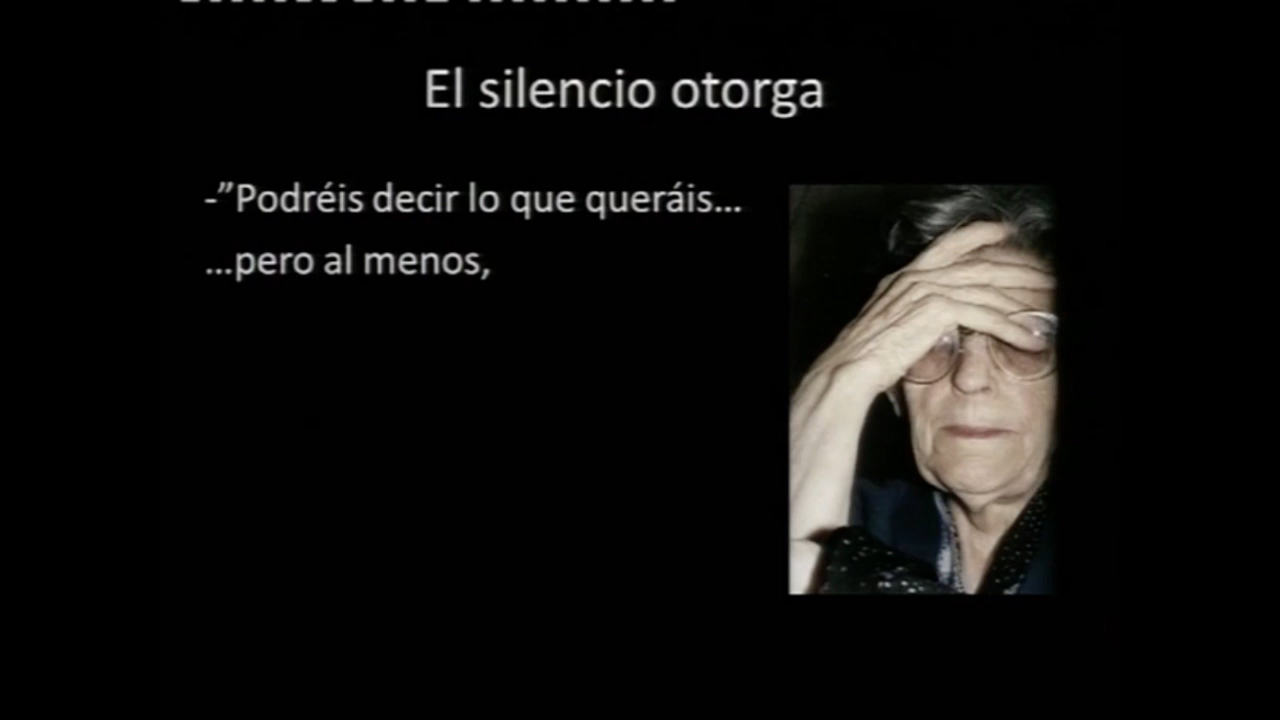 El silencio otorga
-”Podréis decir lo que queráis...
...pero al menos,